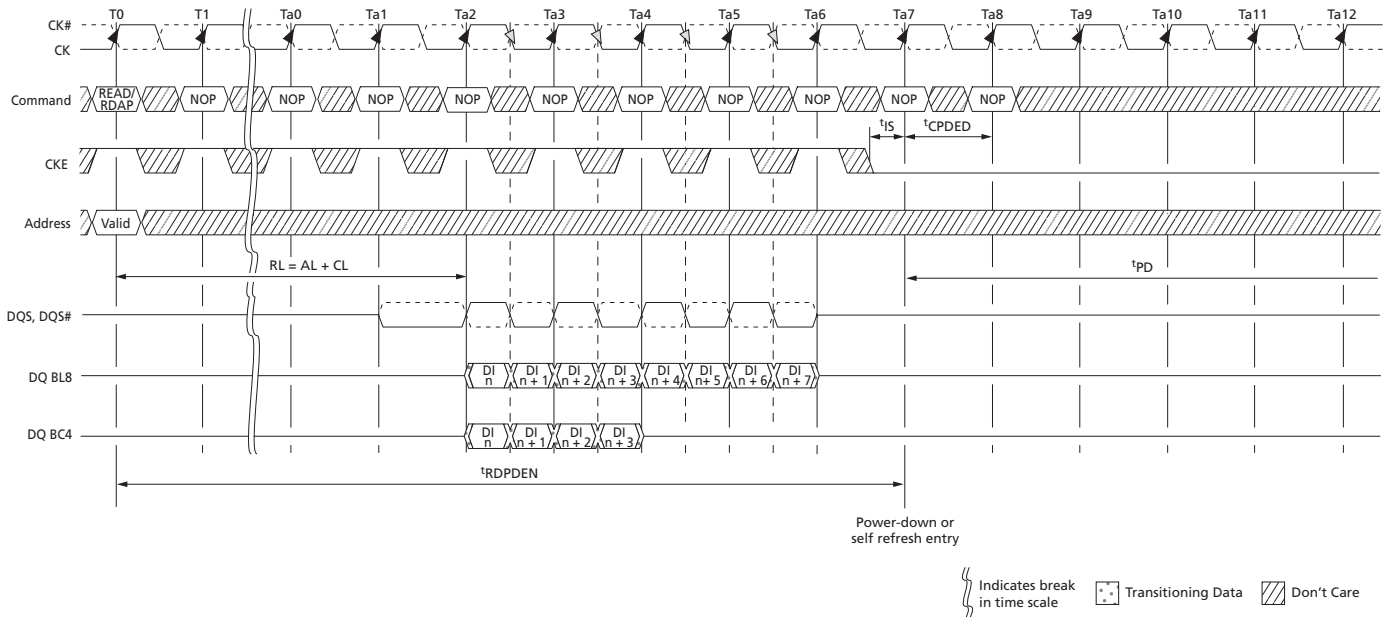 T0 T1 Ta0 Ta1 Ta2 Ta3 Ta4 Ta5 Ta6 Ta7 Ta8 Ta9 Ta10 Ta11 Ta12
CK#
CK
Command READ/ RDAP NOP NOP NOP NOP NOP NOP NOP NOP NOP NOP
tIS tCPDED
CKE
Address Valid
RL = AL + CL tPD
DQS, DQS#
DQ BL8 DI n DI n + 1 DI n + 2 DI n + 3 DI n + 4 DI n + 5 DI n + 6 DI n + 7
DQ BC4 DI n DI n + 1 DI n + 2 DI n + 3
tRDPDEN
Power-down or
self refresh entry
Indicates break
in time scale
Transitioning Data
Don't Care